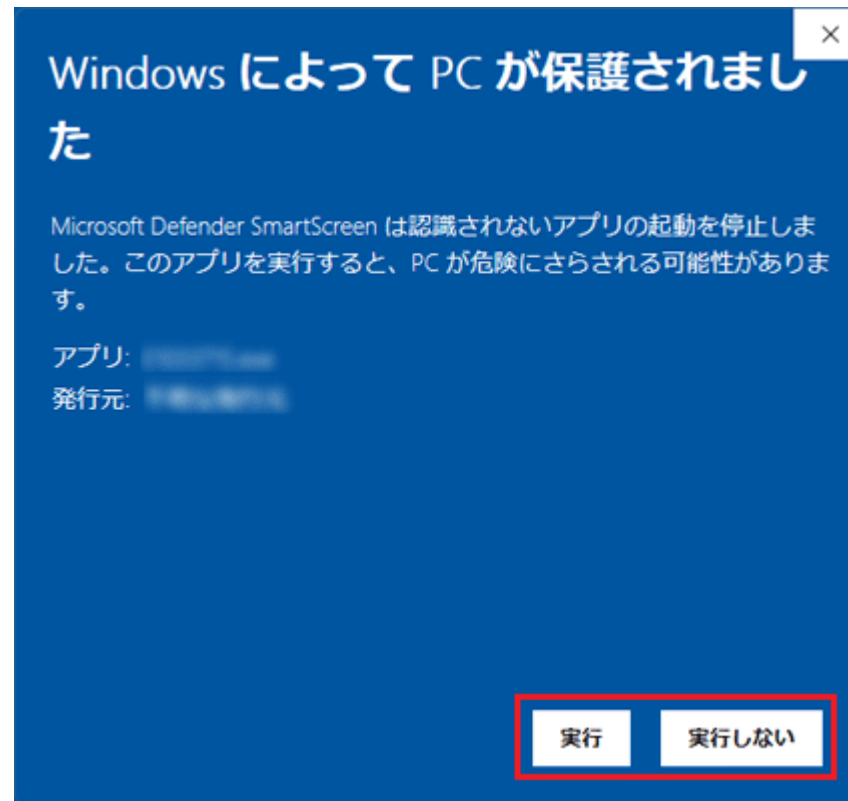 Windows によって PC が保護されまし
た
Microsoft Defender SmartScreen は認識されないアプリの起動を停止しま
した。このアプリを実行すると、PC が危険にさらされる可能性がありま
す。
アプリ:
発行元:
実行 実行しない